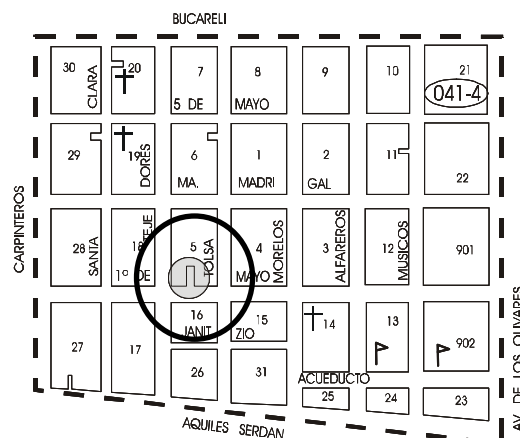 BUCARELI
30 20 7 8 9 10 21
CLARA
5 DE MAYO
041-4
29 19 6 1 2 11 22
DORES
MA. MADRI GAL
CARPINTEROS
28 18 5 4 3 12 901
SANTA TEJE TOLSA MORELOS ALFAREROS MUSICOS
1º DE MAYO
16 15 14 13 902
JANIT ZIO
27 17 26 31
ACUEDUCTO
25 24 23
AQUILES SERDAN
AV. DE LOS OLIVARES